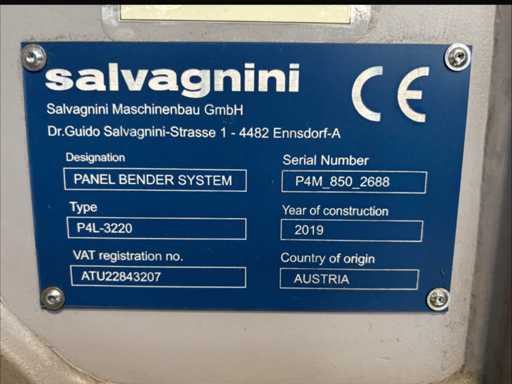 salvagnini
CE
Salvagnini Maschinenbau GmbH
Dr.Guido Salvagnini-Strasse 1 - 4482 Ennsdorf-A
Designation
PANEL BENDER SYSTEM
Serial Number
P4M_850_2688
Type
P4L-3220
Year of construction
2019
VAT registration no.
ATU22843207
Country of origin
AUSTRIA